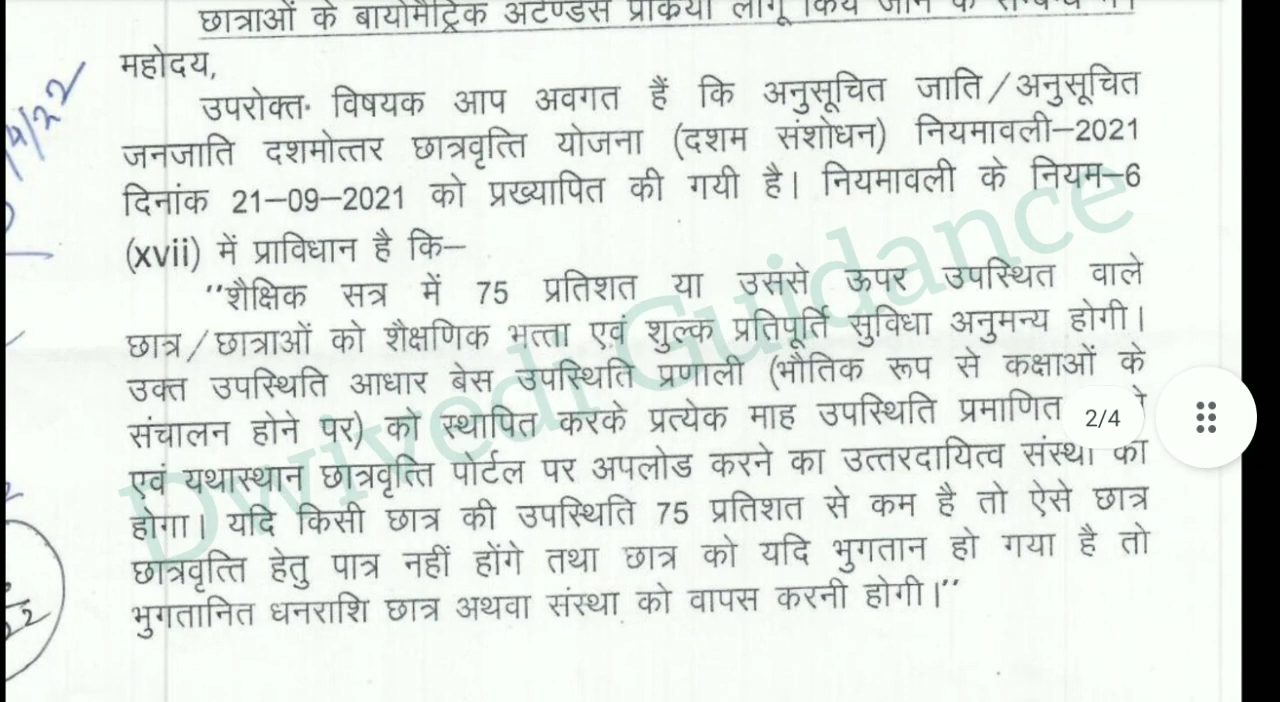 छात्राओं के बायोमैट्रिक अटेण्डेंस प्रक्रिया लागू किये जाने के सम्बन्ध में।
महोदय,
उपरोक्त विषयक आप अवगत हैं कि अनुसूचित जाति/अनुसूचित
जनजाति दशमोत्तर छात्रवृत्ति योजना (दशम संशोधन) नियमावली–2021
दिनांक 21–09–2021 को प्रख्यापित की गयी है। नियमावली के नियम–6
(xvii) में प्राविधान है कि–
''शैक्षिक सत्र में 75 प्रतिशत या उससे ऊपर उपस्थित वाले
छात्र/छात्राओं को शैक्षणिक भत्ता एवं शुल्क प्रतिपूर्ति सुविधा अनुमन्य होगी।
उक्त उपस्थिति आधार बेस उपस्थिति प्रणाली (भौतिक रूप से कक्षाओं के
संचालन होने पर) को स्थापित करके प्रत्येक माह उपस्थिति प्रमाणित
2/4
एवं यथास्थान छात्रवृत्ति पोर्टल पर अपलोड करने का उत्तरदायित्व संस्था का
होगा। यदि किसी छात्र की उपस्थिति 75 प्रतिशत से कम है तो ऐसे छात्र
छात्रवृत्ति हेतु पात्र नहीं होंगे तथा छात्र को यदि भुगतान हो गया है तो
भुगतानित धनराशि छात्र अथवा संस्था को वापस करनी होगी।''
Dwivedi Guidance